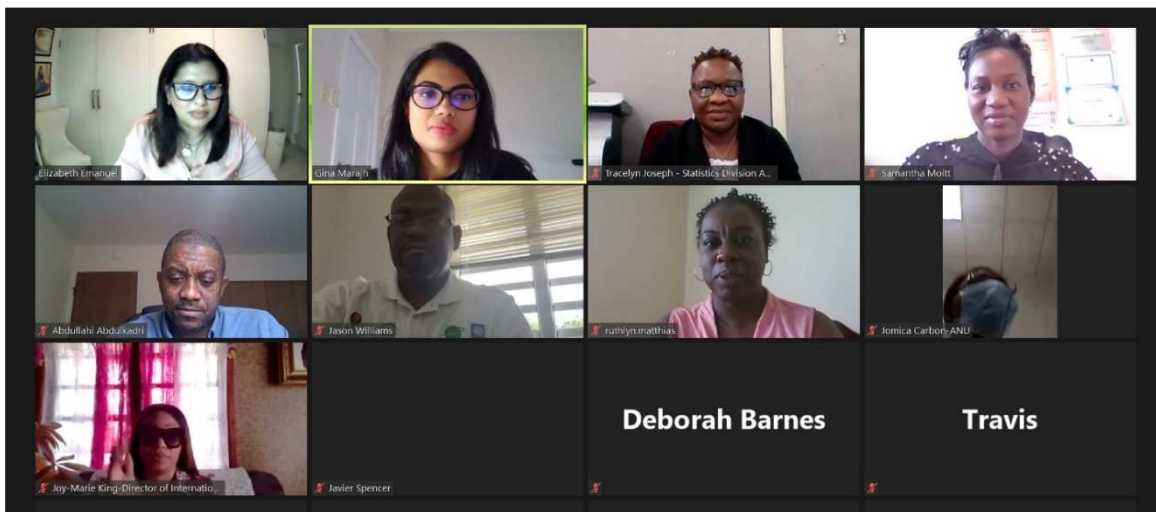 Elizabeth Emanuel
Gina Marajh
Tracelyn Joseph - Statistics Division A...
Samantha Moitt
Abdullahi Abdulkadri
Jason Williams
ruthlyn.matthias
Jomica Carbon-ANU
Joy-Marie King-Director of Internatio...
Javier Spencer
Deborah Barnes
Travis